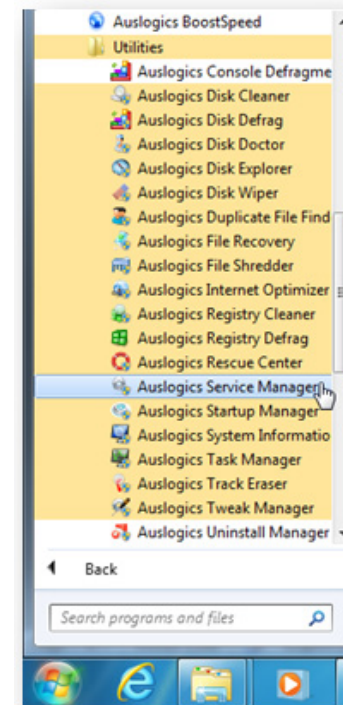 Auslogics BoostSpeed
Utilities
Auslogics Console Defragme
Auslogics Disk Cleaner
Auslogics Disk Defrag
Auslogics Disk Doctor
Auslogics Disk Explorer
Auslogics Disk Wiper
Auslogics Duplicate File Find
Auslogics File Recovery
Auslogics File Shredder
Auslogics Internet Optimizer
Auslogics Registry Cleaner
Auslogics Registry Defrag
Auslogics Rescue Center
Auslogics Service Manager
Auslogics Startup Manager
Auslogics System Informatio
Auslogics Task Manager
Auslogics Track Eraser
Auslogics Tweak Manager
Auslogics Uninstall Manager
Back
Search programs and files